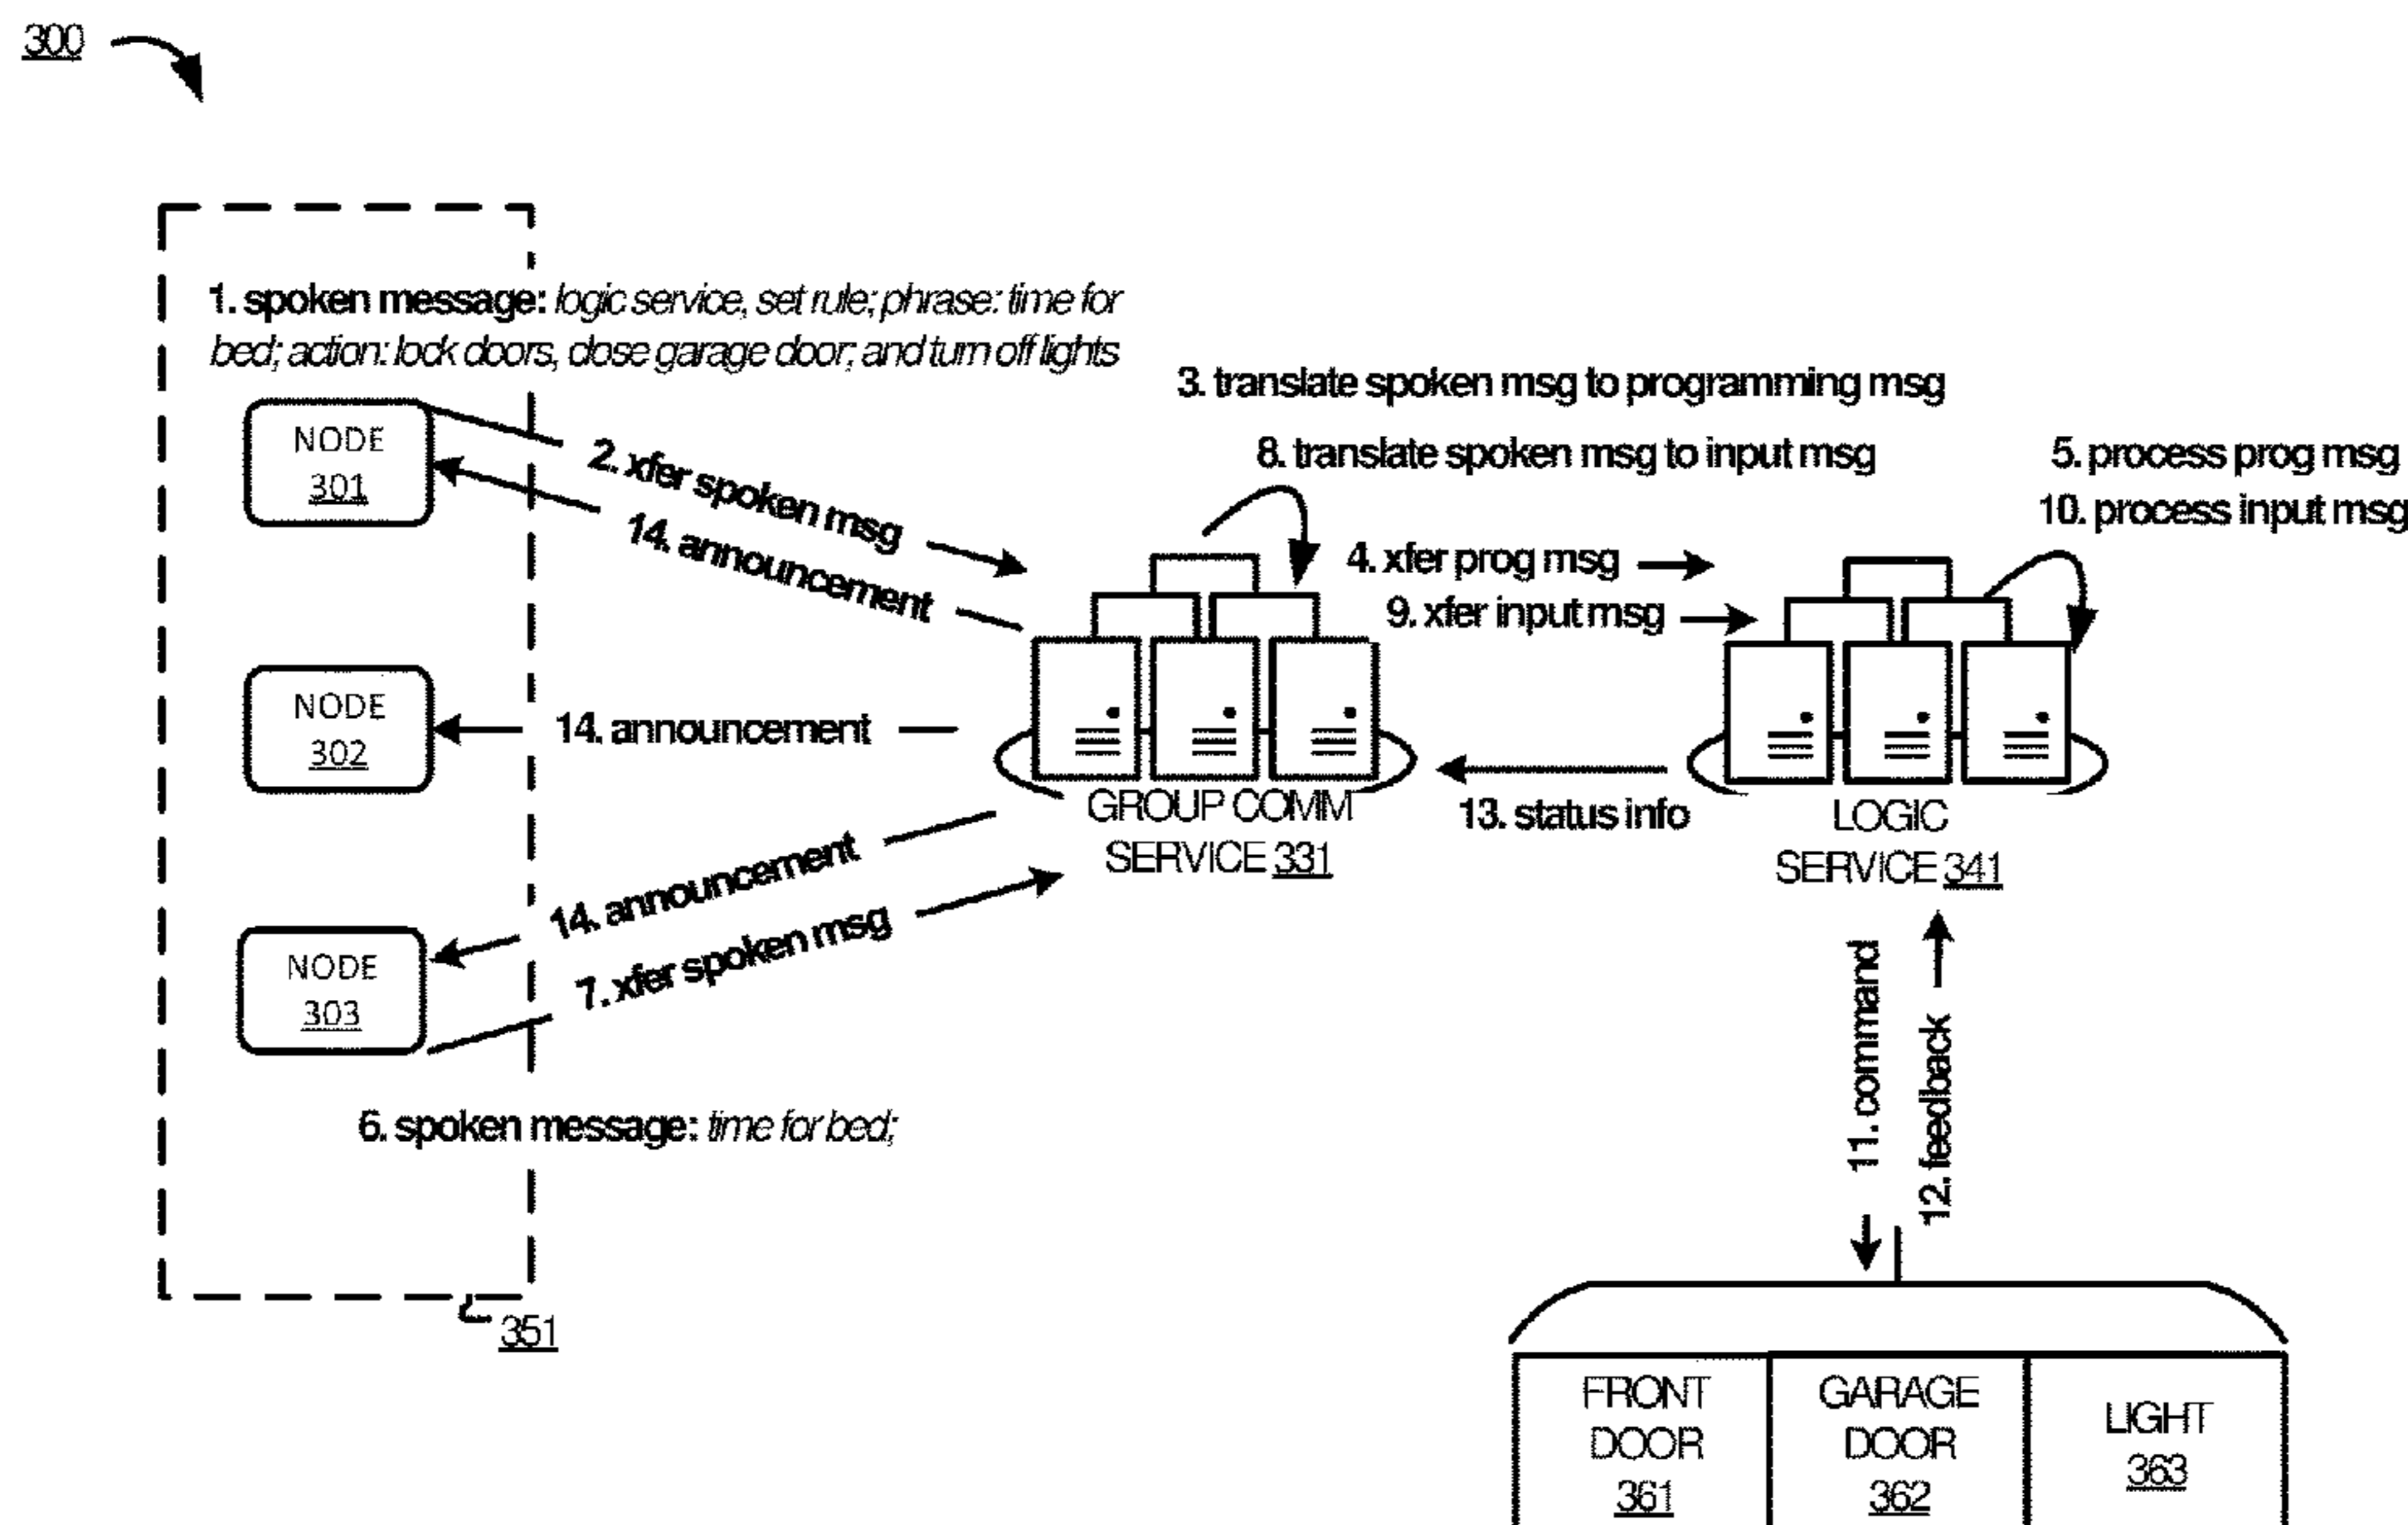 300
1. spoken message: logic service, set rule; phrase: time for
bed; action: lock doors, close garage door; and turn off lights
3. translate spoken msg to programming msg
8. translate spoken msg to input msg
5. process prog msg
10. process input msg
NODE
301
2. xfer spoken msg
14. announcement
4. xfer prog msg
9. xfer input msg
NODE
302
14. announcement
GROUP COMM
SERVICE 331
13. status info
LOGIC
SERVICE 341
NODE
303
14. announcement
7. xfer spoken msg
11. command
12. feedback
6. spoken message: time for bed;
351
FRONT
DOOR
361
GARAGE
DOOR
362
LIGHT
363